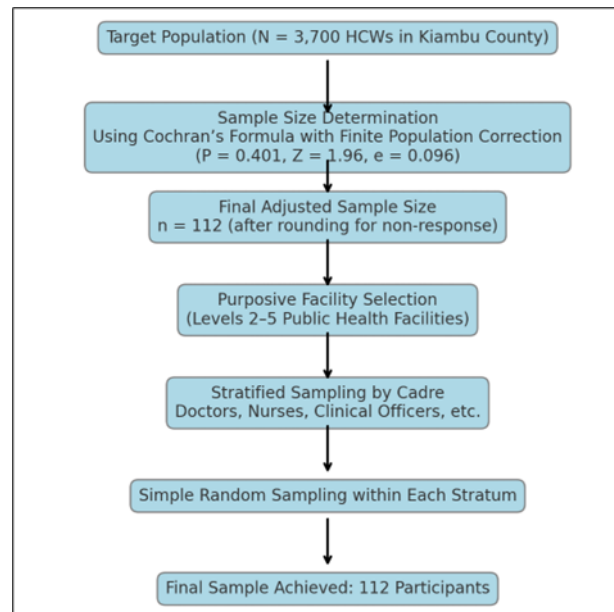 Target Population (N = 3,700 HCWs in Kiambu County)
Sample Size Determination
Using Cochran's Formula with Finite Population Correction
(P = 0.401, Z = 1.96, e = 0.096)
Final Adjusted Sample Size
n = 112 (after rounding for non-response)
Purposive Facility Selection
(Levels 2–5 Public Health Facilities)
Stratified Sampling by Cadre
Doctors, Nurses, Clinical Officers, etc.
Simple Random Sampling within Each Stratum
Final Sample Achieved: 112 Participants